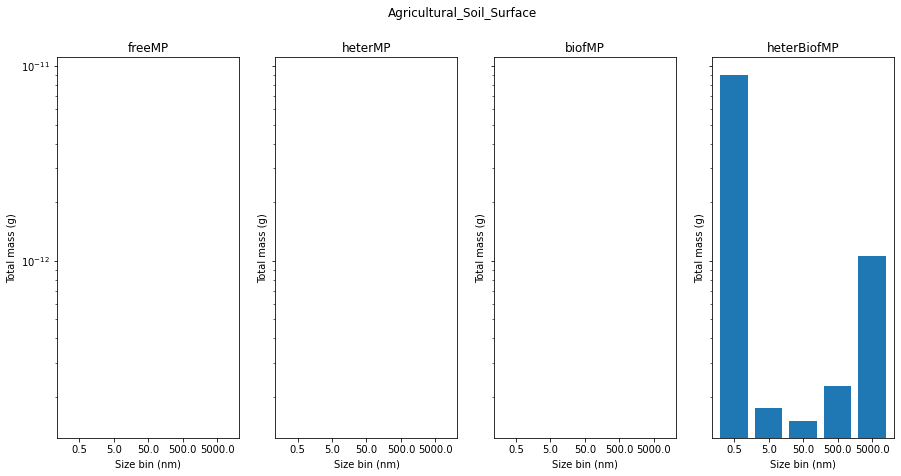 Agricultural_Soil_Surface
freeMP
heterMP
biofMP
heterBiofMP
10⁻¹¹
10⁻¹²
Total mass (g)
Total mass (g)
Total mass (g)
Total mass (g)
0.5 5.0 50.0 500.0 5000.0
0.5 5.0 50.0 500.0 5000.0
0.5 5.0 50.0 500.0 5000.0
0.5 5.0 50.0 500.0 5000.0
Size bin (nm)
Size bin (nm)
Size bin (nm)
Size bin (nm)